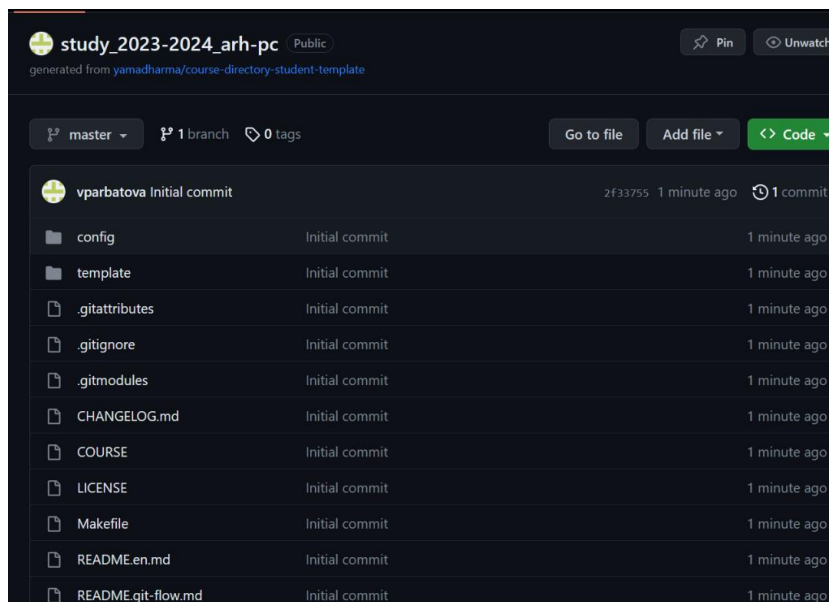 study_2023-2024_arh-pc Public Pin Unwatch
generated from yamadharma/course-directory-student-template
master 1 branch 0 tags Go to file Add file <> Code
vparbatova Initial commit 2f33755 1 minute ago 1 commit
config Initial commit 1 minute ago
template Initial commit 1 minute ago
.gitattributes Initial commit 1 minute ago
.gitignore Initial commit 1 minute ago
.gitmodules Initial commit 1 minute ago
CHANGELOG.md Initial commit 1 minute ago
COURSE Initial commit 1 minute ago
LICENSE Initial commit 1 minute ago
Makefile Initial commit 1 minute ago
README.en.md Initial commit 1 minute ago
README.git-flow.md Initial commit 1 minute ago